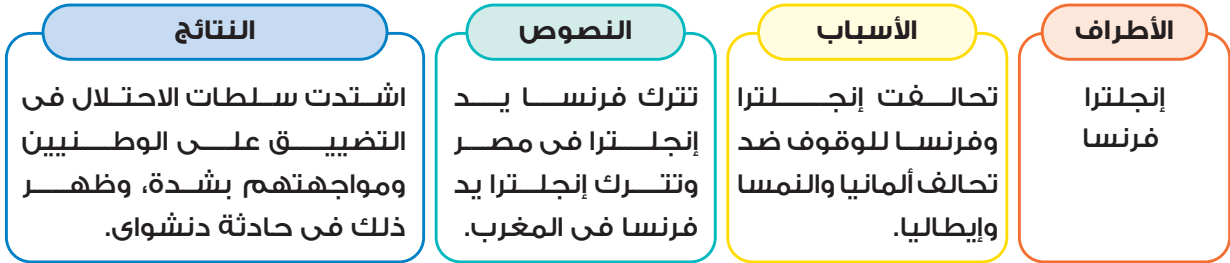 الأطراف
إنجلترا
فرنسا
الأسباب
تحالفت إنجلترا
وفرنسا للوقوف ضد
تحالف ألمانيا والنمسا
وإيطاليا.
النصوص
تترك فرنسا يد
إنجلترا فى مصر
وتترك إنجلترا يد
فرنسا فى المغرب.
النتائج
اشتدت سلطات الاحتلال فى
التضييق على الوطنيين
ومواجهتهم بشدة، وظهر
ذلك فى حادثة دنشواى.